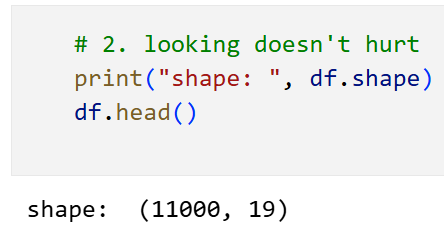 # 2. looking doesn't hurt
print("shape: ", df.shape)
df.head()
shape:  (11000, 19)